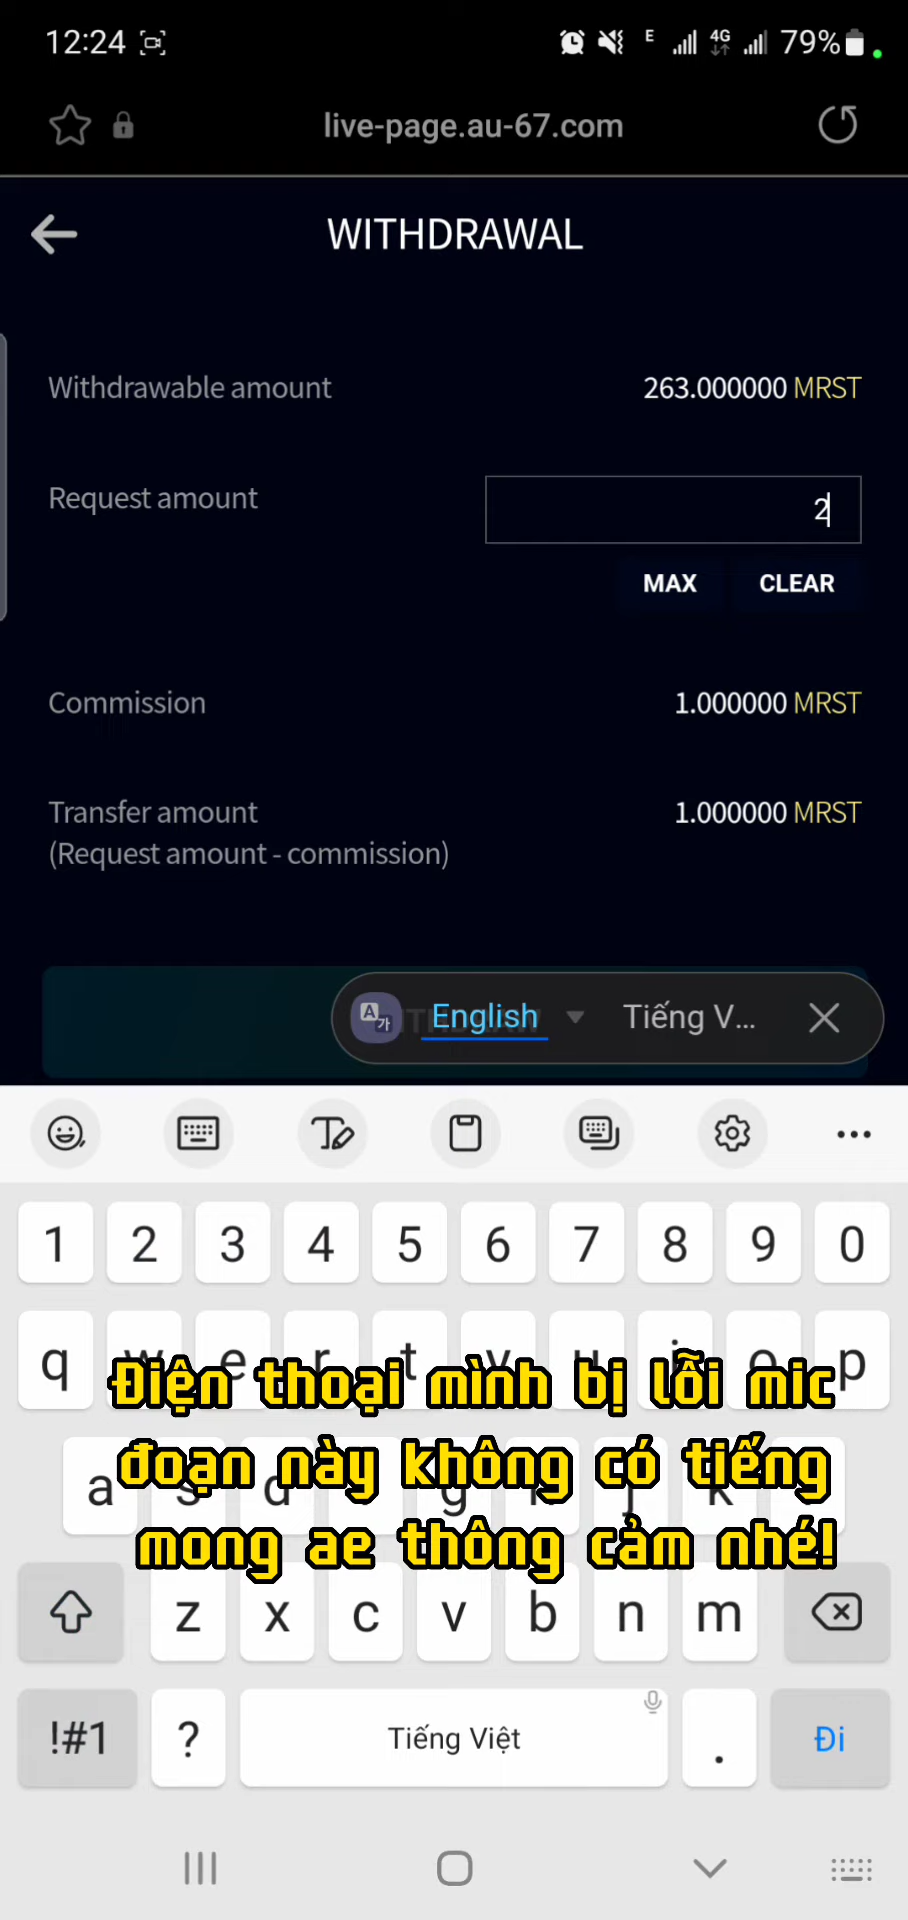 12:24
E 4G 79%
live-page.au-67.com
WITHDRAWAL
Withdrawable amount 263.000000 MRST
Request amount 2
MAX CLEAR
Commission 1.000000 MRST
Transfer amount 1.000000 MRST
(Request amount - commission)
English Tiếng V...
1 2 3 4 5 6 7 8 9 0
q w e r t y u i o p
Điện thoại mình bị lỗi mic
a s d g j k
đoạn này không có tiếng
mong ae thông cảm nhé!
z x c v b n m
!#1 ? Tiếng Việt . Đi